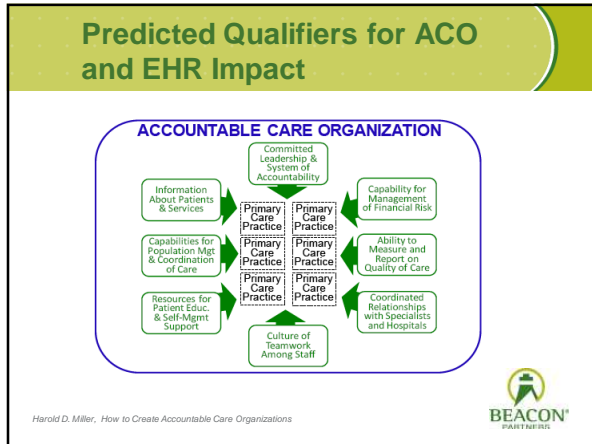 Predicted Qualifiers for ACO
and EHR Impact
ACCOUNTABLE CARE ORGANIZATION
Committed
Leadership &
System of
Accountability
Information
About Patients
& Services
Capability for
Management
of Financial Risk
Primary
Care
Practice
Primary
Care
Practice
Capabilities for
Population Mgt
& Coordination
of Care
Primary
Care
Practice
Primary
Care
Practice
Ability to
Measure and
Report on
Quality of Care
Resources for
Patient Educ.
& Self-Mgmt
Support
Primary
Care
Practice
Primary
Care
Practice
Coordinated
Relationships
with Specialists
and Hospitals
Culture of
Teamwork
Among Staff
Harold D. Miller, How to Create Accountable Care Organizations
BEACON®
PARTNERS